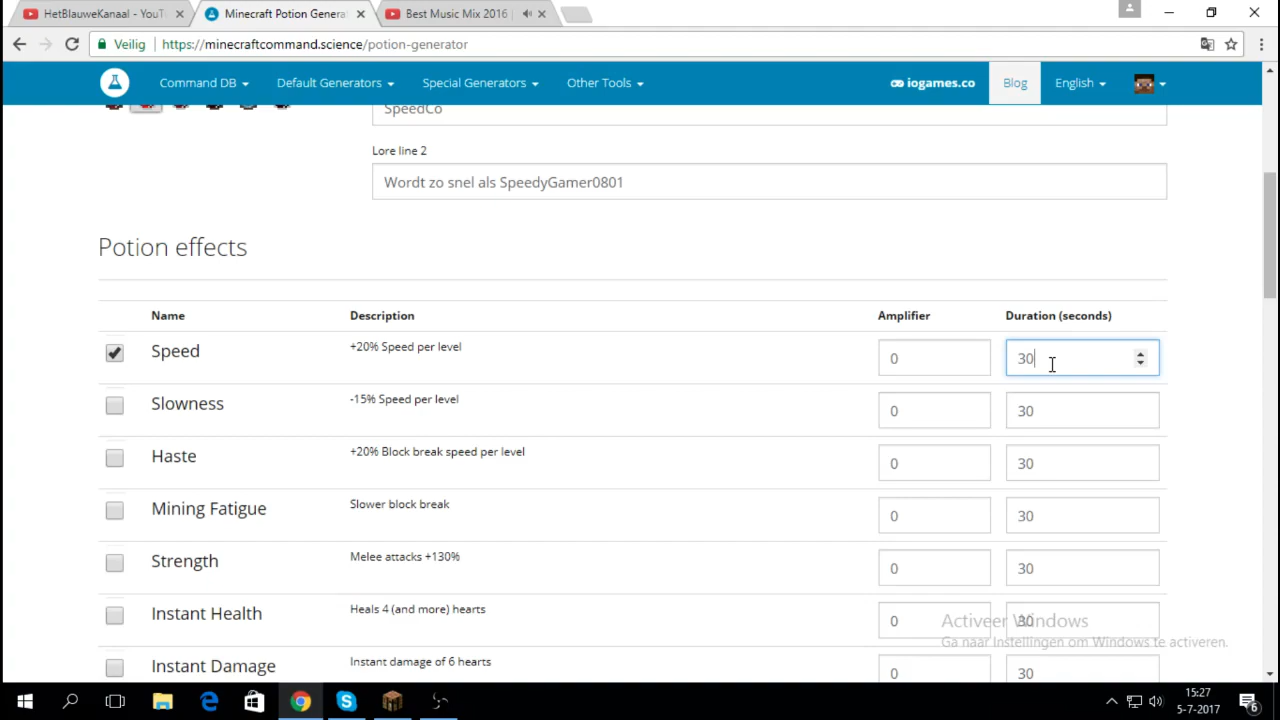 HetBlauweKanaal - YouT
Minecraft Potion Genera
Best Music Mix 2016
Veilig
https://minecraftcommand.science/potion-generator
Command DB
Default Generators
Special Generators
Other Tools
iogames.co
Blog
English
SpeedCo
Lore line 2
Wordt zo snel als SpeedyGamer0801
Potion effects
Name Description Amplifier Duration (seconds)
Speed +20% Speed per level 0 30
Slowness -15% Speed per level 0 30
Haste +20% Block break speed per level 0 30
Mining Fatigue Slower block break 0 30
Strength Melee attacks +130% 0 30
Instant Health Heals 4 (and more) hearts 0 30
Activeer Windows
Ga naar Instellingen om Windows te activeren.
Instant Damage Instant damage of 6 hearts 0 30
15:27
5-7-2017
6